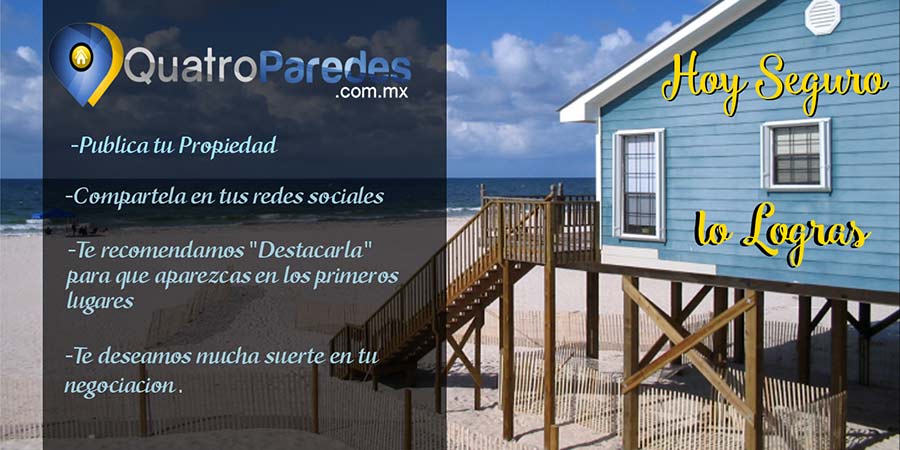 QuatroParedes
.com.mx
-Publica tu Propiedad
-Compartela en tus redes sociales
-Te recomendamos "Destacarla"
para que aparezcas en los primeros
lugares
-Te deseamos mucha suerte en tu
negociacion .
Hoy Seguro
lo Logras